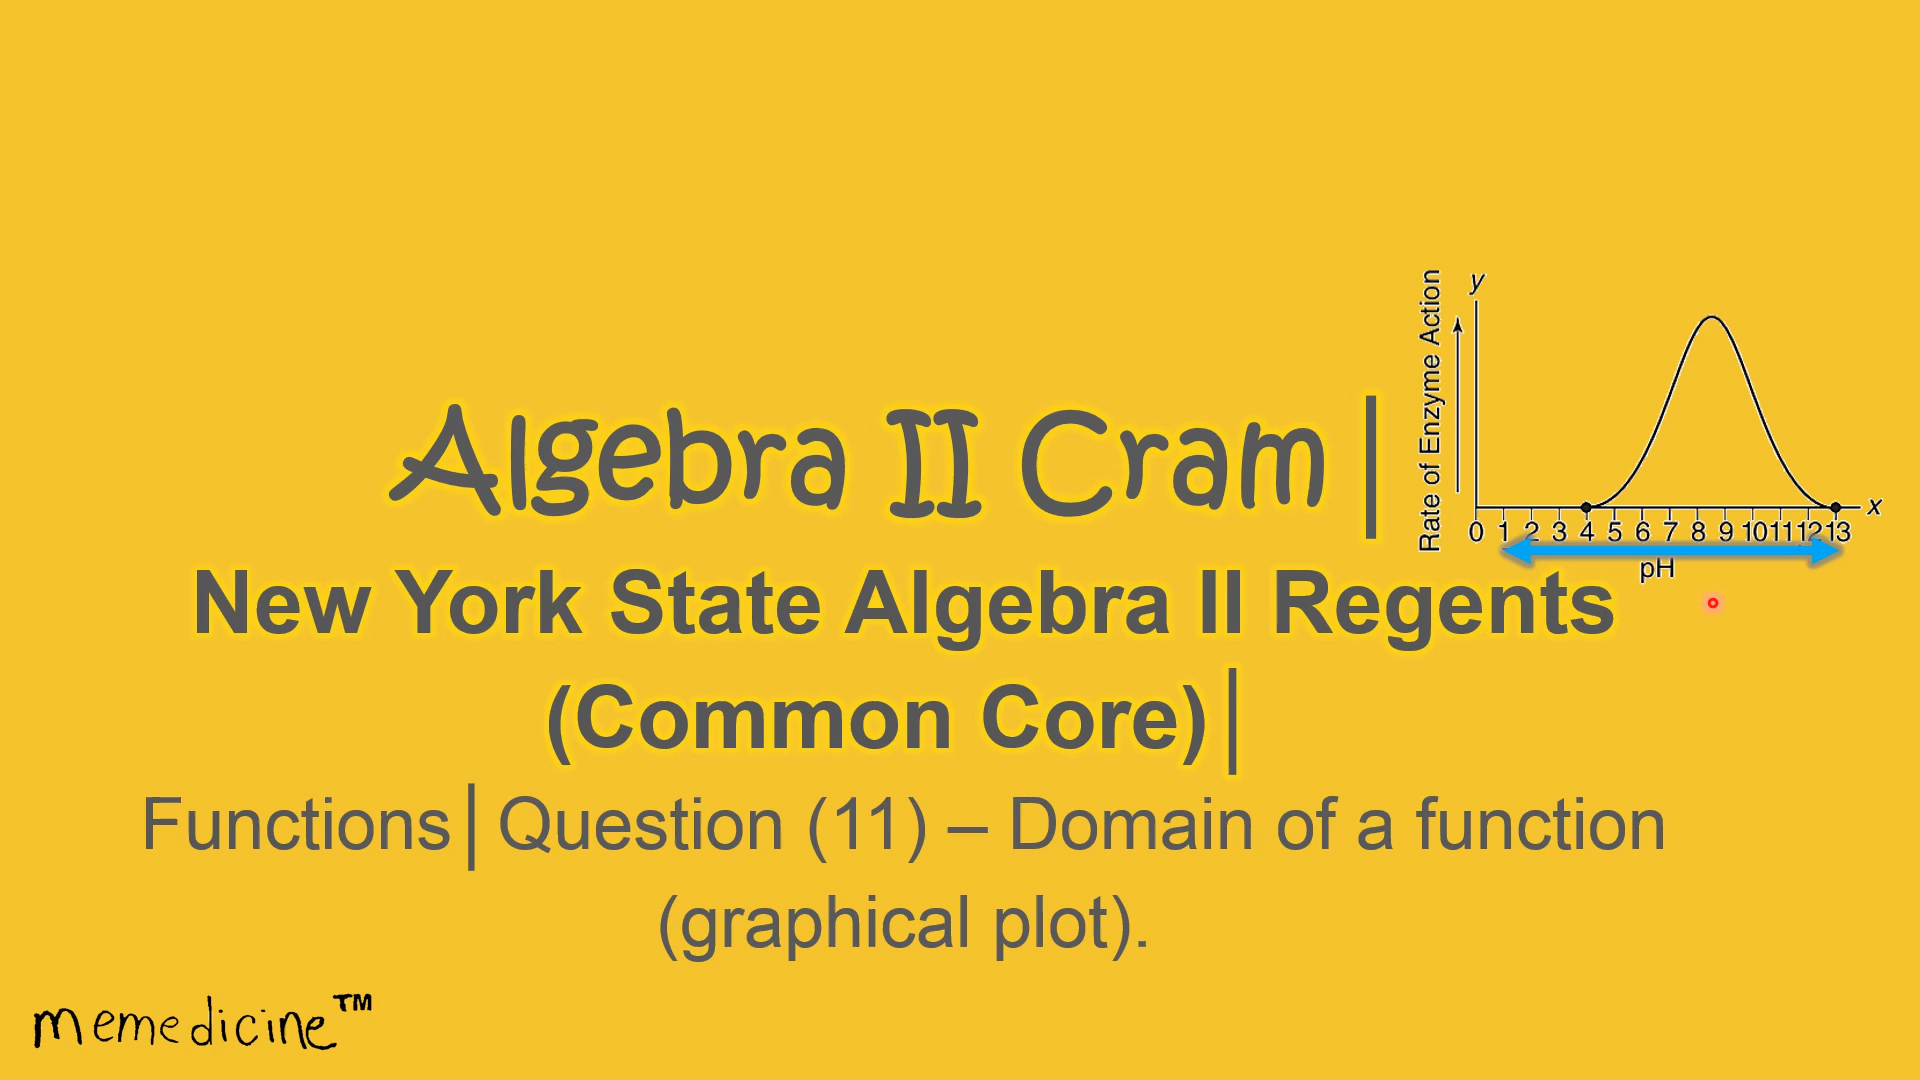 Algebra II Cram|
New York State Algebra II Regents
(Common Core)|
Functions|Question (11) – Domain of a function
(graphical plot).
y
Rate of Enzyme Action
x
0 1 2 3 4 5 6 7 8 9 10 11 12 13
pH
memedicine™